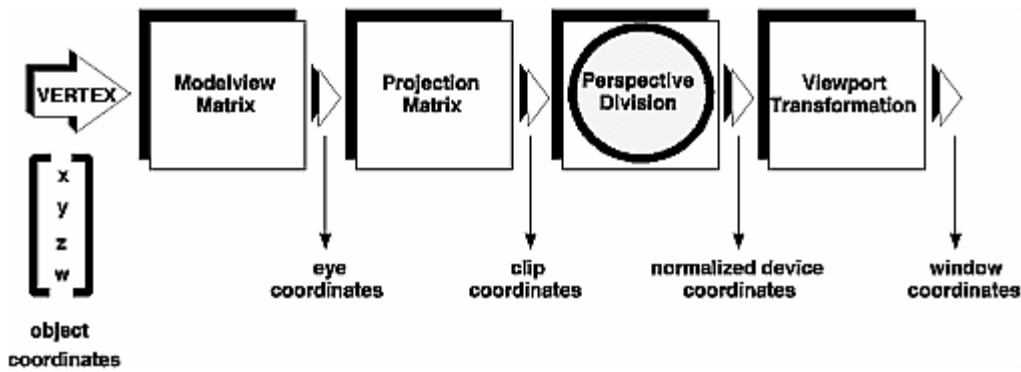 VERTEX
Modelview
Matrix
Projection
Matrix
Perspective
Division
Viewport
Transformation
x
y
z
w
object
coordinates
eye
coordinates
clip
coordinates
normalized device
coordinates
window
coordinates